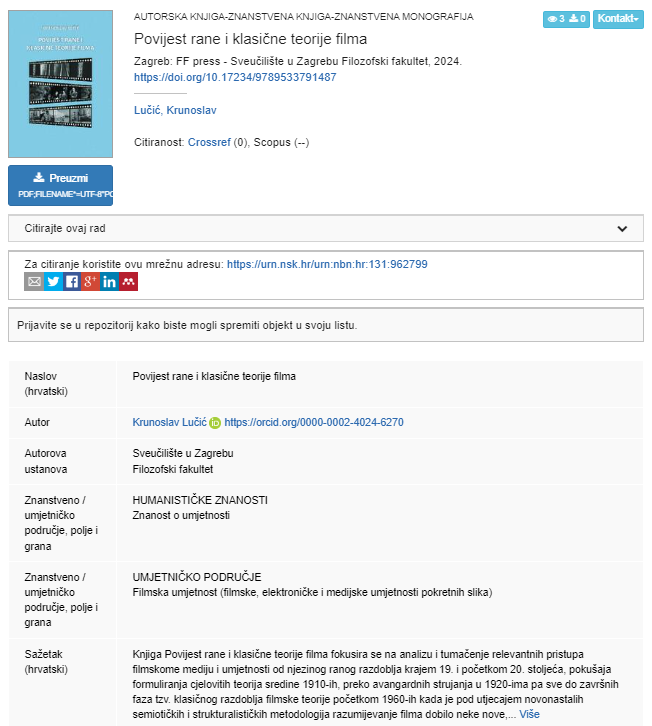 AUTORSKA KNJIGA-ZNANSTVENA KNJIGA-ZNANSTVENA MONOGRAFIJA
3 0 Kontakt
Povijest rane i klasične teorije filma
Zagreb: FF press - Sveučilište u Zagrebu Filozofski fakultet, 2024.
https://doi.org/10.17234/9789533791487
Lučić, Krunoslav
Citiranost: Crossref (0), Scopus (--)
POVIJEST RANE I
KLASIČNE TEORIJE FILMA
Preuzmi
PDF;FILENAME*=UTF-8''PO
Citirajte ovaj rad
Za citiranje koristite ovu mrežnu adresu: https://urn.nsk.hr/urn:nbn:hr:131:962799
Prijavite se u repozitorij kako biste mogli spremiti objekt u svoju listu.
Naslov
(hrvatski)
Povijest rane i klasične teorije filma
Autor
Krunoslav Lučić iD https://orcid.org/0000-0002-4024-6270
Autorova
ustanova
Sveučilište u Zagrebu
Filozofski fakultet
Znanstveno /
umjetničko
područje, polje i
grana
HUMANISTIČKE ZNANOSTI
Znanost o umjetnosti
Znanstveno /
umjetničko
područje, polje i
grana
UMJETNIČKO PODRUČJE
Filmska umjetnost (filmske, elektroničke i medijske umjetnosti pokretnih slika)
Sažetak
(hrvatski)
Knjiga Povijest rane i klasične teorije filma fokusira se na analizu i tumačenje relevantnih pristupa
filmskome mediju i umjetnosti od njezinog ranog razdoblja krajem 19. i početkom 20. stoljeća, pokušaja
formuliranja cjelovitih teorija sredine 1910-ih, preko avangardnih strujanja u 1920-ima pa sve do završnih
faza tzv. klasičnog razdoblja filmske teorije početkom 1960-ih kada je pod utjecajem novonastalih
semiotičkih i strukturalističkih metodologija razumijevanje filma dobilo neke nove,... Više